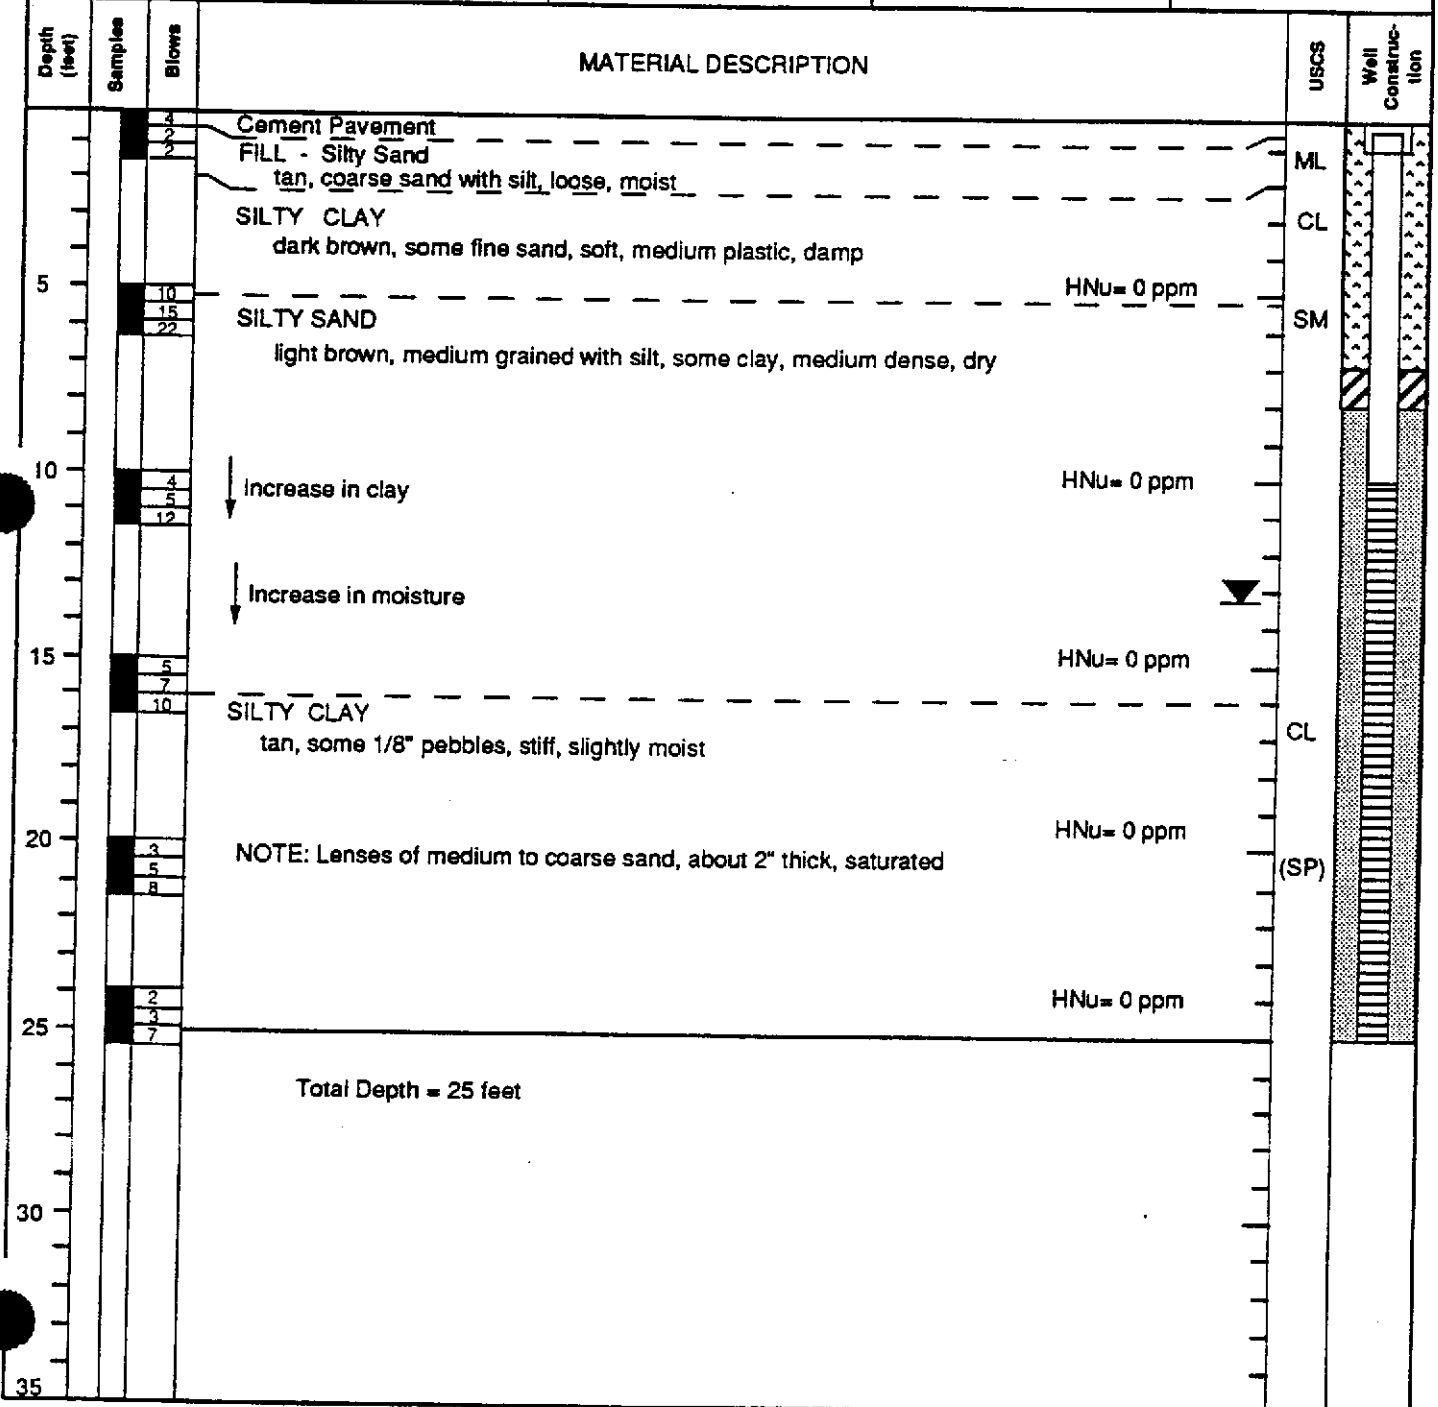 Depth (feet) Samples Blows MATERIAL DESCRIPTION USCS Well Construc-tion
4
Cement Pavement
2
2
FILL - Silty Sand
ML
tan, coarse sand with silt, loose, moist
SILTY CLAY
CL
dark brown, some fine sand, soft, medium plastic, damp
5
10
HNu= 0 ppm
15
SILTY SAND
SM
22
light brown, medium grained with silt, some clay, medium dense, dry
10
4
Increase in clay
HNu= 0 ppm
5
12
Increase in moisture
15
5
HNu= 0 ppm
7
10
SILTY CLAY
CL
tan, some 1/8" pebbles, stiff, slightly moist
20
HNu= 0 ppm
3
NOTE: Lenses of medium to coarse sand, about 2" thick, saturated
5
(SP)
8
2
HNu= 0 ppm
3
25
7
Total Depth = 25 feet
30
35